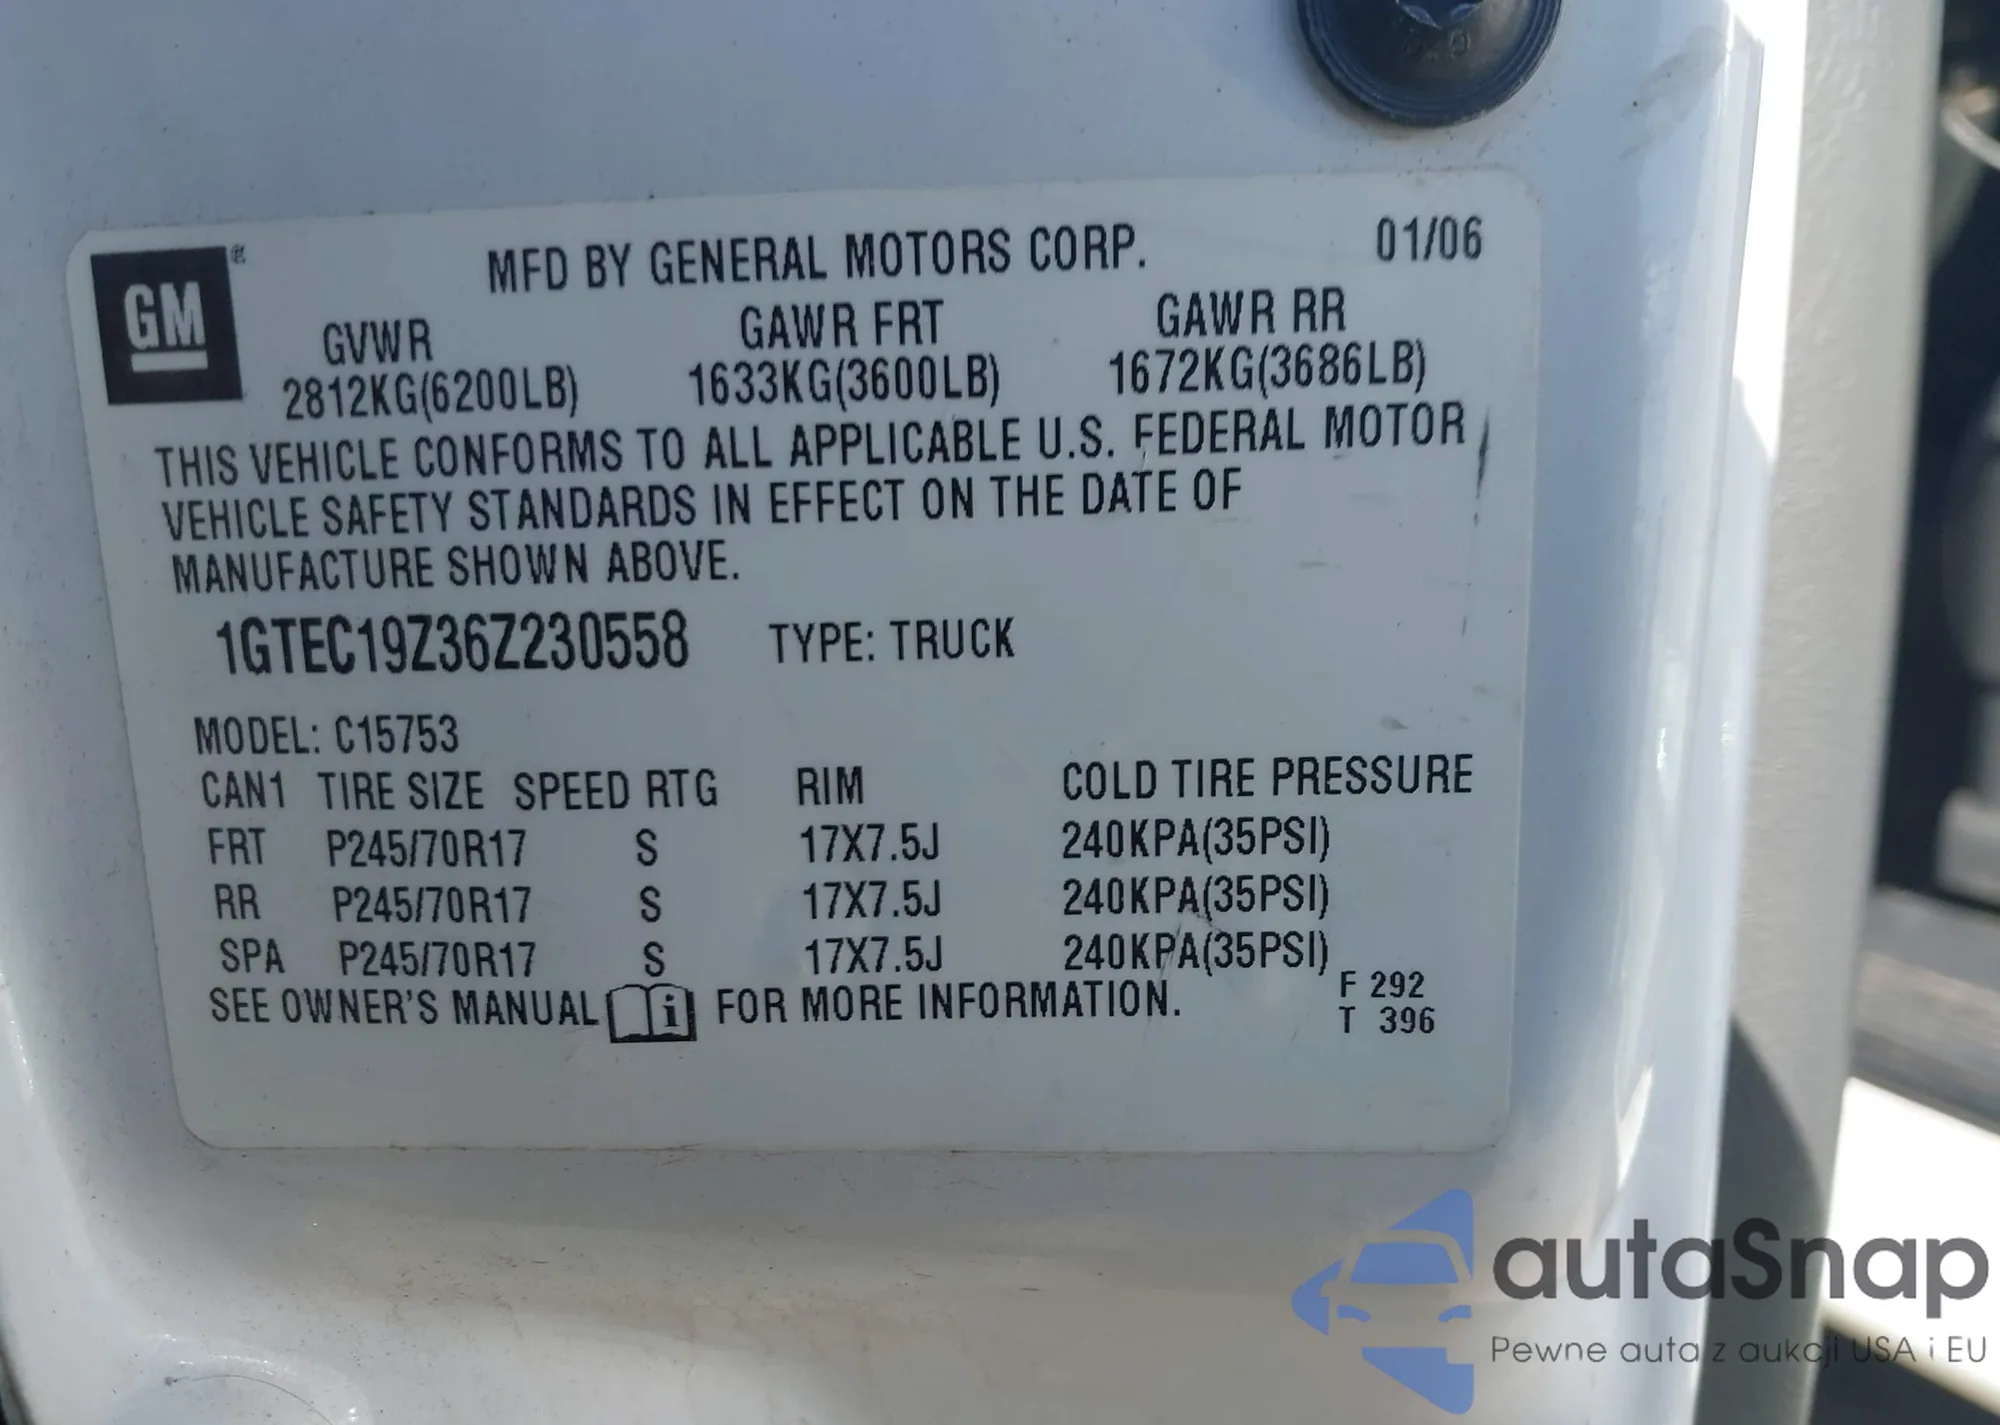 GM
MFD BY GENERAL MOTORS CORP. 01/06
GVWR GAWR FRT GAWR RR
2812KG(6200LB) 1633KG(3600LB) 1672KG(3686LB)
THIS VEHICLE CONFORMS TO ALL APPLICABLE U.S. FEDERAL MOTOR
VEHICLE SAFETY STANDARDS IN EFFECT ON THE DATE OF
MANUFACTURE SHOWN ABOVE.
1GTEC19Z36Z230558 TYPE: TRUCK
MODEL: C15753
CAN1 TIRE SIZE SPEED RTG RIM COLD TIRE PRESSURE
FRT P245/70R17 S 17X7.5J 240KPA(35PSI)
RR P245/70R17 S 17X7.5J 240KPA(35PSI)
SPA P245/70R17 S 17X7.5J 240KPA(35PSI)
SEE OWNER'S MANUAL i FOR MORE INFORMATION.
F 292
T 396
autaSnap
Pewne auta z aukcji USA i EU